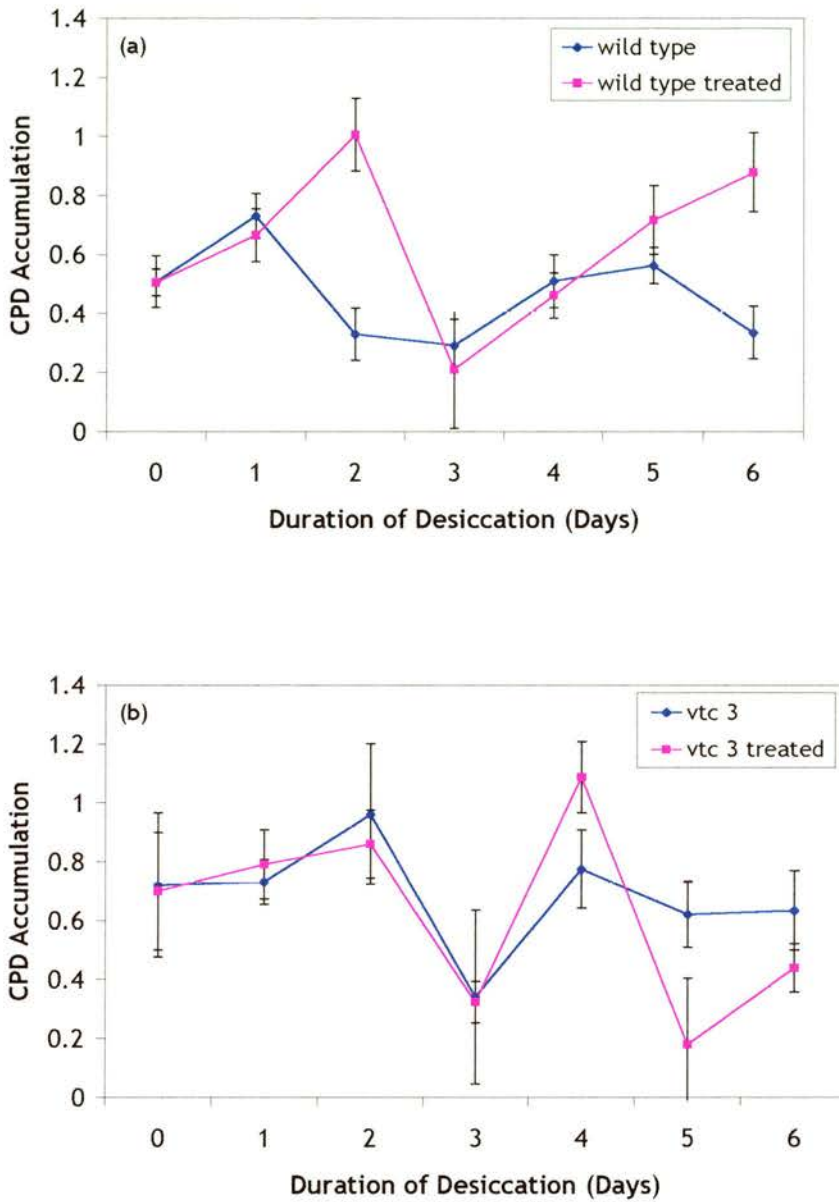 (a)
wild type
wild type treated
CPD Accumulation
1.4
1.2
1
0.8
0.6
0.4
0.2
0
0 1 2 3 4 5 6
Duration of Desiccation (Days)
(b)
vtc 3
vtc 3 treated
CPD Accumulation
1.4
1.2
1
0.8
0.6
0.4
0.2
0
0 1 2 3 4 5 6
Duration of Desiccation (Days)